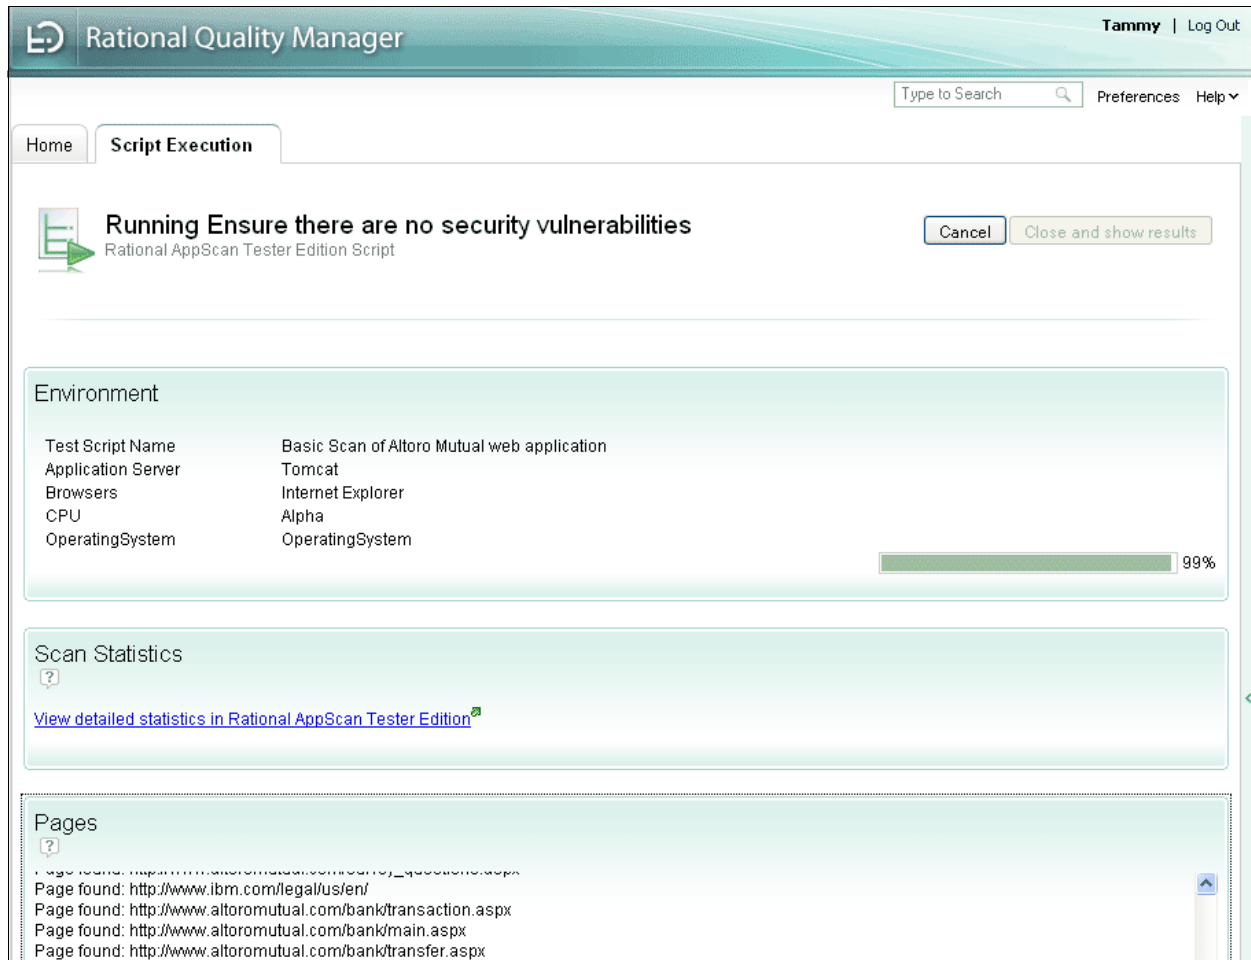 Rational Quality Manager
Tammy | Log Out
Type to Search
Preferences Help
Home
Script Execution
Running Ensure there are no security vulnerabilities
Rational AppScan Tester Edition Script
Cancel
Close and show results
Environment
Test Script Name Basic Scan of Altoro Mutual web application
Application Server Tomcat
Browsers Internet Explorer
CPU Alpha
OperatingSystem OperatingSystem
99%
Scan Statistics
?
View detailed statistics in Rational AppScan Tester Edition
Pages
?
Page found:
Page found: http://www.ibm.com/legal/us/en/
Page found: http://www.altoromutual.com/bank/transaction.aspx
Page found: http://www.altoromutual.com/bank/main.aspx
Page found: http://www.altoromutual.com/bank/transfer.aspx